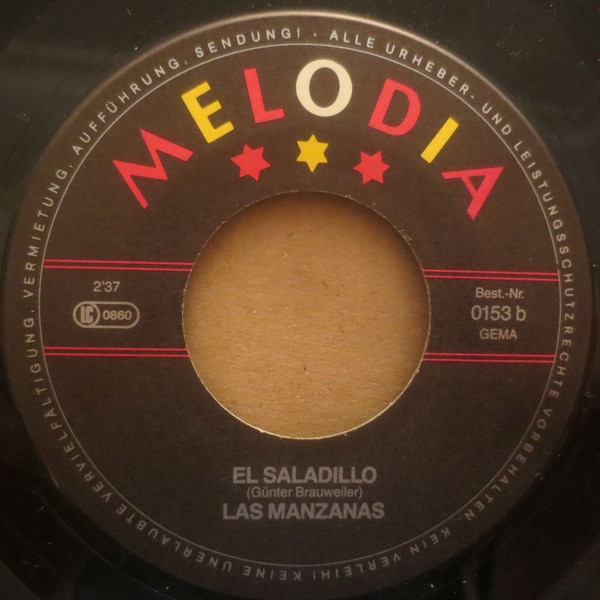 ALLE URHEBER- UND LEISTUNGSSCHUTZRECHTE VORBEHALTEN. KEIN VERLEIH! KEINE UNERLAUBTE VERVIELFÄLTIGUNG, VERMIETUNG, AUFFÜHRUNG, SENDUNG! ·
MELODIA
2'37
LC 0860
Best.-Nr.
0153 b
GEMA
EL SALADILLO
(Günter Brauweiler)
LAS MANZANAS